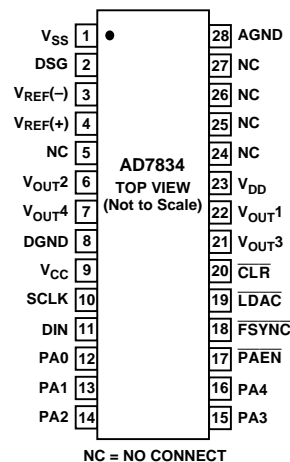 VSS 1 28 AGND
DSG 2 27 NC
VREF(–) 3 26 NC
VREF(+) 4 25 NC
NC 5 24 NC
AD7834
TOP VIEW
(Not to Scale)
VOUT2 6 23 VDD
VOUT4 7 22 VOUT1
DGND 8 21 VOUT3
VCC 9 20 CLR
SCLK 10 19 LDAC
DIN 11 18 FSYNC
PA0 12 17 PAEN
PA1 13 16 PA4
PA2 14 15 PA3
NC = NO CONNECT